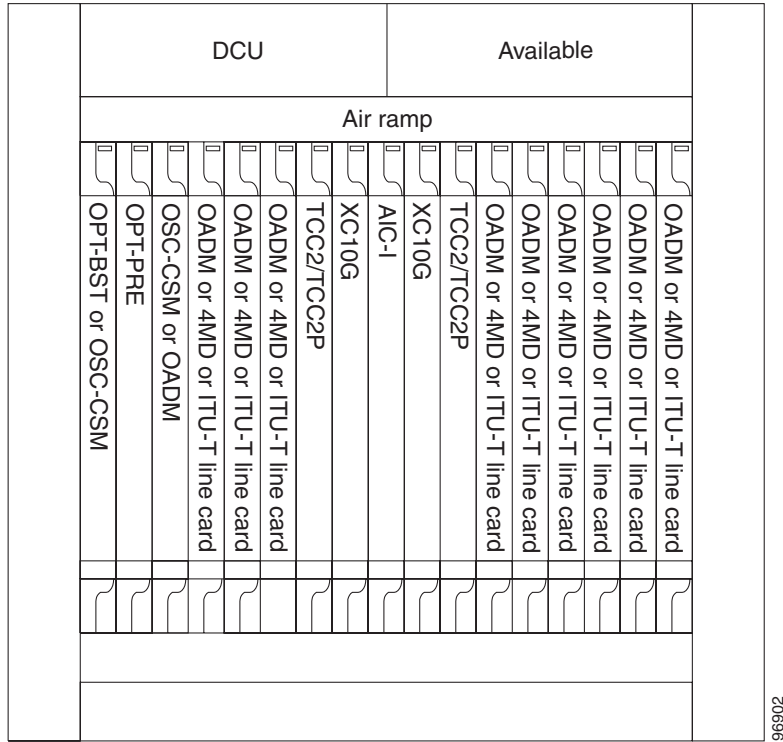 DCU
Available
Air ramp
OPT-BST or OSC-CSM
OPT-PRE
OSC-CSM or OADM
OADM or 4MD or ITU-T line card
OADM or 4MD or ITU-T line card
OADM or 4MD or ITU-T line card
TCC2/TCC2P
XC10G
AIC-I
XC10G
TCC2/TCC2P
OADM or 4MD or ITU-T line card
OADM or 4MD or ITU-T line card
OADM or 4MD or ITU-T line card
OADM or 4MD or ITU-T line card
OADM or 4MD or ITU-T line card
OADM or 4MD or ITU-T line card
96902